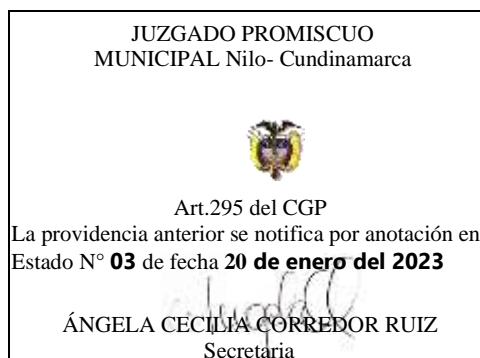 JUZGADO PROMISCUO
MUNICIPAL Nilo- Cundinamarca
Art.295 del CGP
La providencia anterior se notifica por anotación en
Estado N° 03 de fecha 20 de enero del 2023
ÁNGELA CECILIA CORREDOR RUIZ
Secretaria